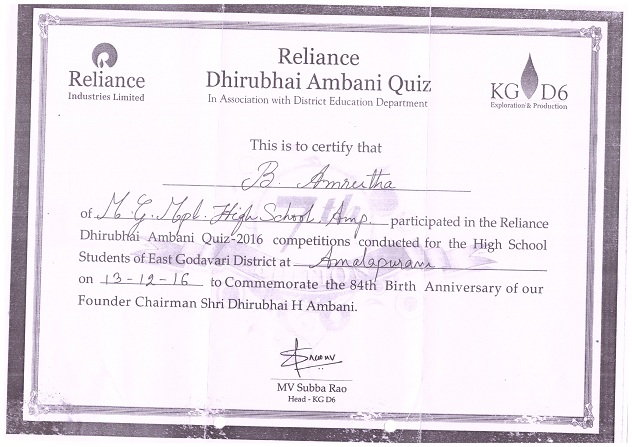 Reliance
Industries Limited
Reliance
Dhirubhai Ambani Quiz
In Association with District Education Department
KG D6
Exploration & Production
This is to certify that
B. Amrutha
of M. G. Mpl. High School. Amp. participated in the Reliance
Dhirubhai Ambani Quiz-2016 competitions conducted for the High School
Students of East Godavari District at Amalapuram
on 13-12-16 to Commemorate the 84th Birth Anniversary of our
Founder Chairman Shri Dhirubhai H Ambani.
MV Subba Rao
Head - KG D6